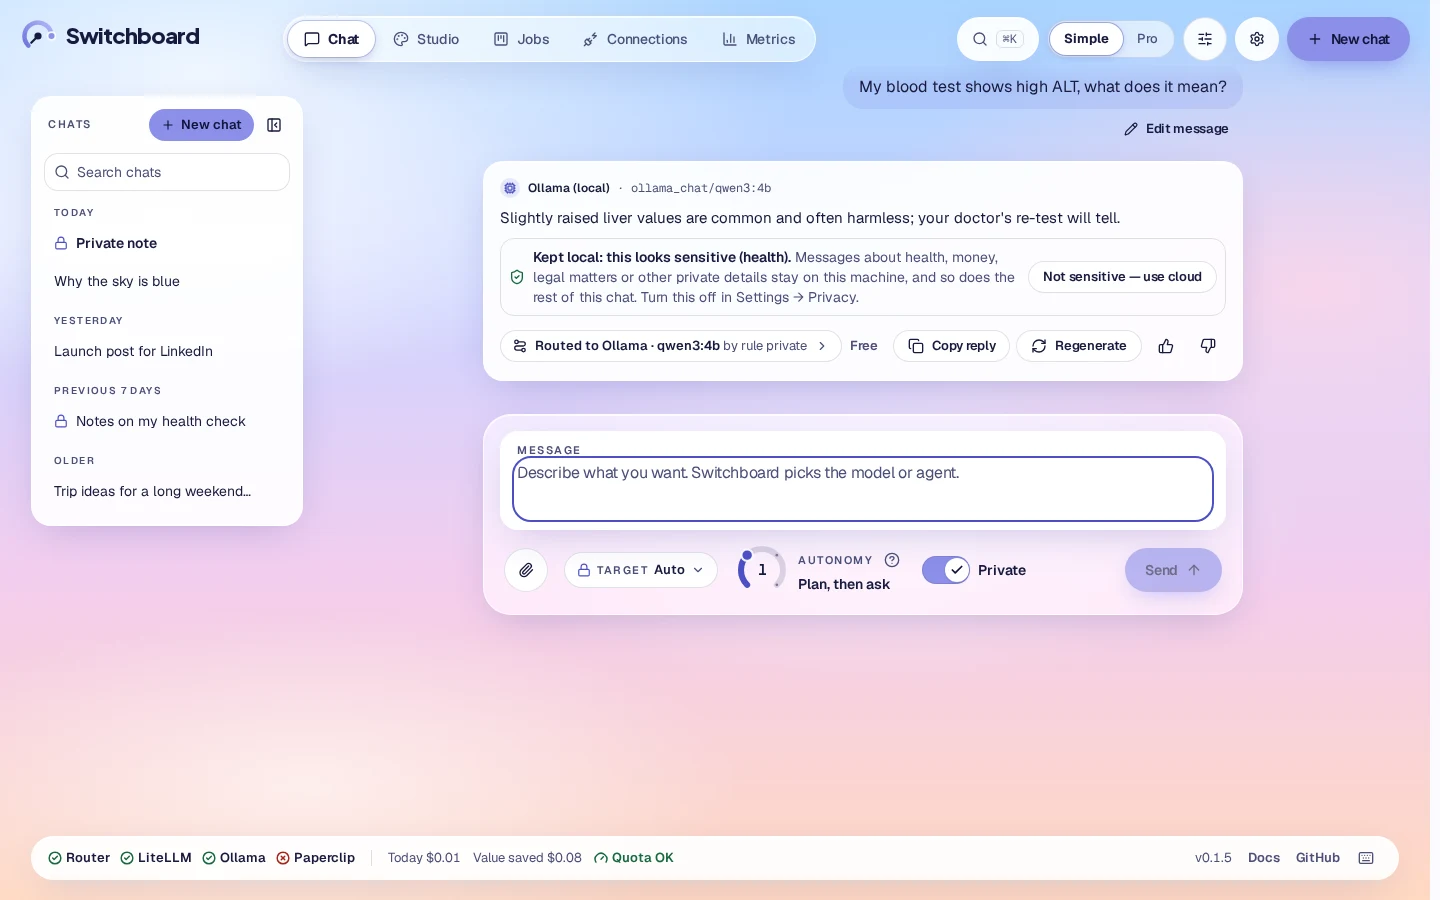 Switchboard
Chat
Studio
Jobs
Connections
Metrics
⌘K
Simple
Pro
New chat
CHATS
New chat
Search chats
TODAY
Private note
Why the sky is blue
YESTERDAY
Launch post for LinkedIn
PREVIOUS 7 DAYS
Notes on my health check
OLDER
Trip ideas for a long weekend...
My blood test shows high ALT, what does it mean?
Edit message
Ollama (local) · ollama_chat/qwen3:4b
Slightly raised liver values are common and often harmless; your doctor's re-test will tell.
Kept local: this looks sensitive (health). Messages about health, money,
legal matters or other private details stay on this machine, and so does the
rest of this chat. Turn this off in Settings → Privacy.
Not sensitive — use cloud
Routed to Ollama · qwen3:4b by rule private
Free
Copy reply
Regenerate
MESSAGE
Describe what you want. Switchboard picks the model or agent.
TARGET Auto
1
AUTONOMY
Plan, then ask
Private
Send
Router
LiteLLM
Ollama
Paperclip
Today $0.01
Value saved $0.08
Quota OK
v0.1.5
Docs
GitHub